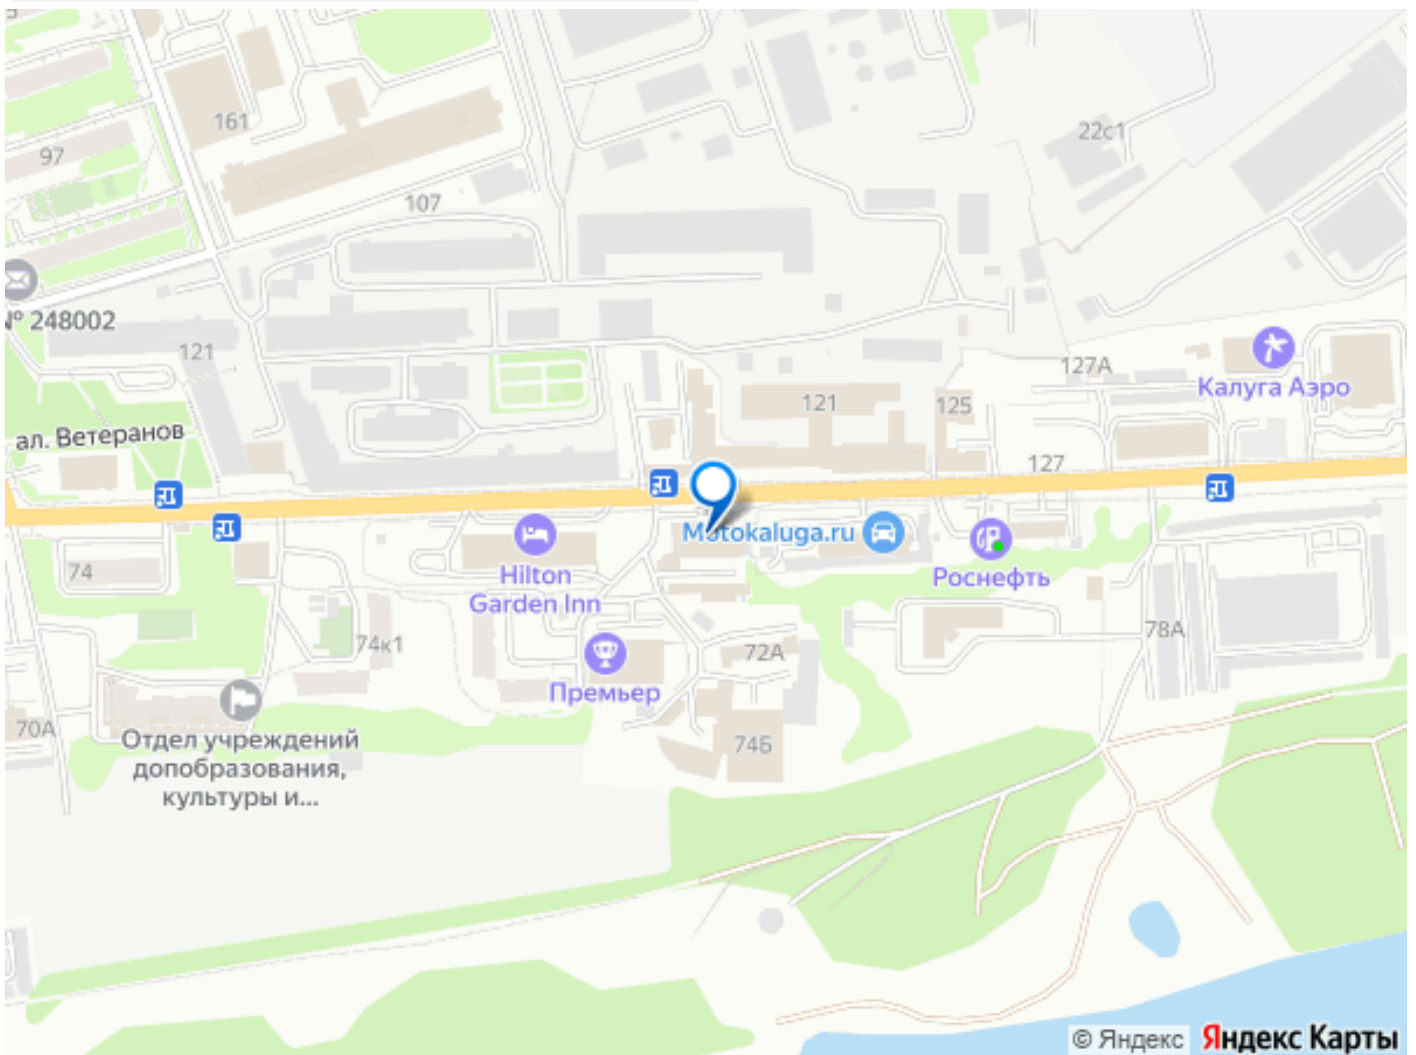 161
97
22с1
107
№ 248002
121
127А
Калуга Аэро
121
125
ал. Ветеранов
127
Motokaluga.ru
74
Hilton
Garden Inn
Роснефть
74к1
78А
72А
Премьер
70А
74Б
Отдел учреждений
допобразования,
культуры и...
© Яндекс
Яндекс Карты